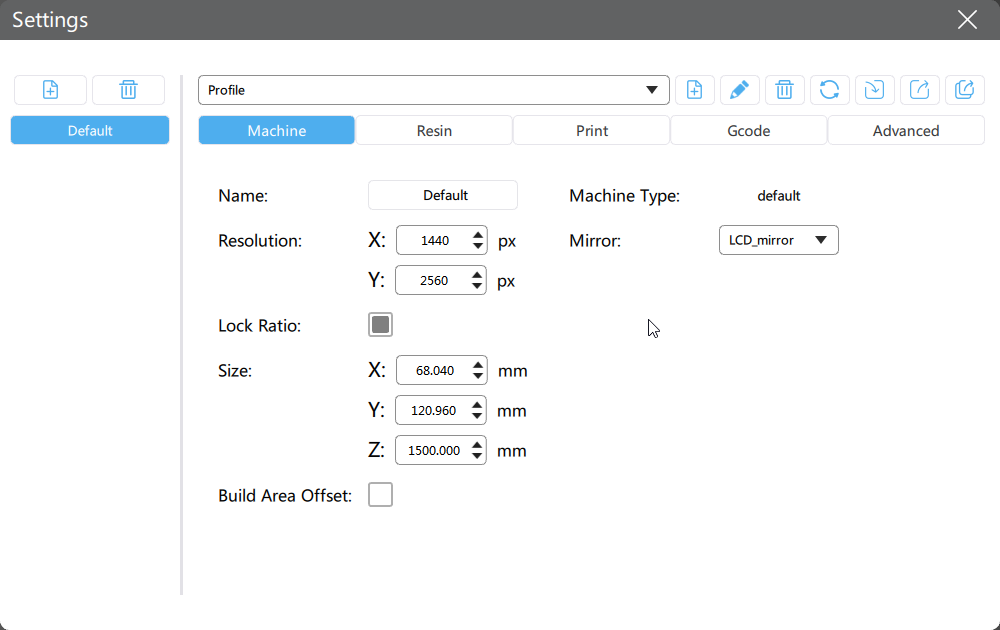 Settings
Profile
Default
Machine Resin Print Gcode Advanced
Name: Default Machine Type: default
Resolution: X: 1440 px Mirror: LCD_mirror
Y: 2560 px
Lock Ratio:
Size: X: 68.040 mm
Y: 120.960 mm
Z: 1500.000 mm
Build Area Offset: